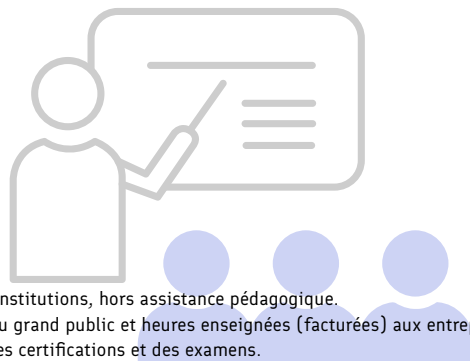 nstitutions, hors assistance pédagogique.
u grand public et heures enseignées (facturées) aux entrep
es certifications et des examens.